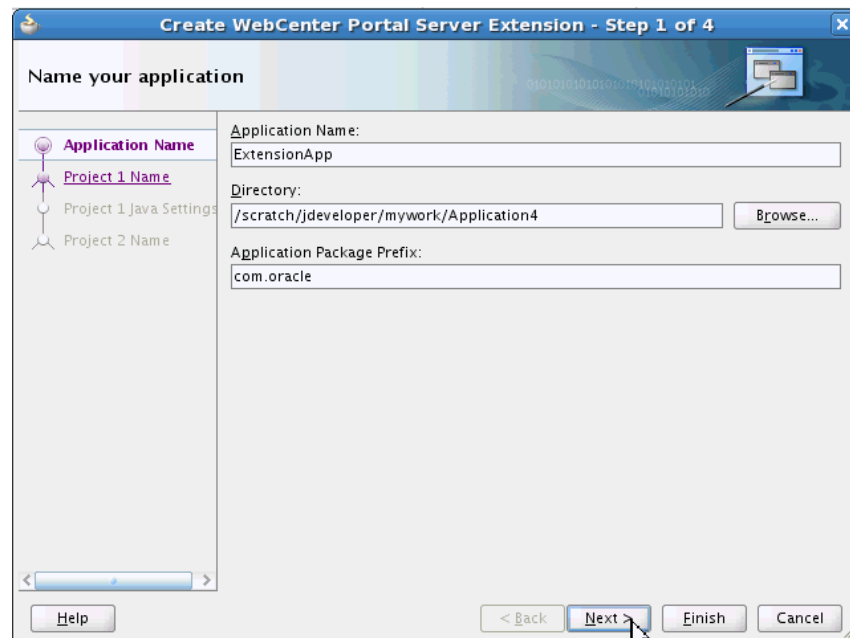 Create WebCenter Portal Server Extension - Step 1 of 4
Name your application
Application Name
Project 1 Name
Project 1 Java Settings
Project 2 Name
Application Name:
ExtensionApp
Directory:
/scratch/jdeveloper/mywork/Application4
Browse...
Application Package Prefix:
com.oracle
Help
< Back
Next >
Finish
Cancel